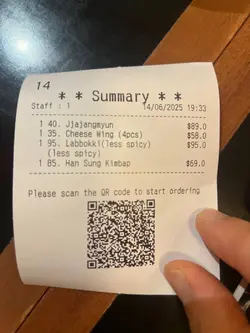 14
* * Summary * *
Staff : 1 14/06/2025 19:33
1 40. Jjajangmyun $89.0
1 35. Cheese Wing (4pcs) $58.0
1 95. Labbokki(less spicy) $95.0
(less spicy)
1 85. Han Sung Kimbap $69.0
Please scan the QR code to start ordering